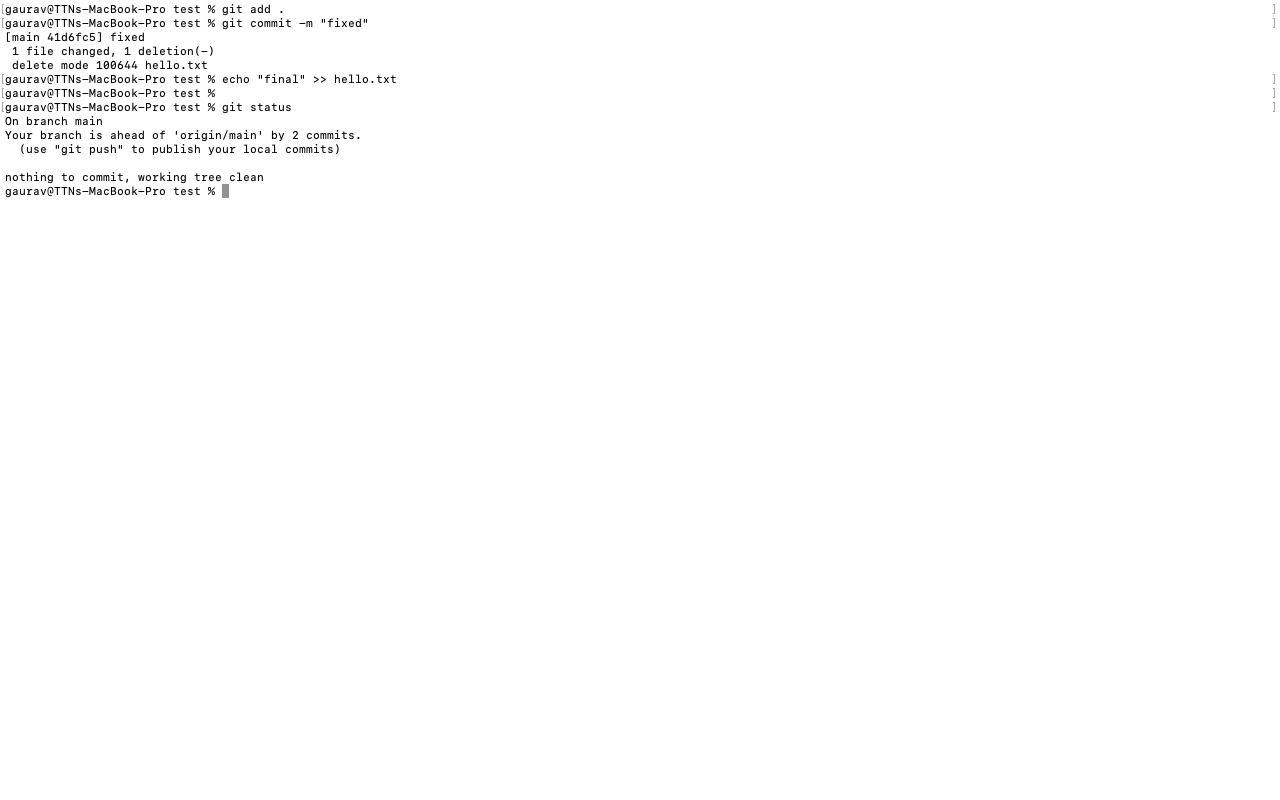 [gaurav@TTNs-MacBook-Pro test % git add . ]
[gaurav@TTNs-MacBook-Pro test % git commit -m "fixed" ]
[main 41d6fc5] fixed
 1 file changed, 1 deletion(-)
 delete mode 100644 hello.txt
[gaurav@TTNs-MacBook-Pro test % echo "final" >> hello.txt ]
[gaurav@TTNs-MacBook-Pro test % ]
[gaurav@TTNs-MacBook-Pro test % git status ]
On branch main
Your branch is ahead of 'origin/main' by 2 commits.
  (use "git push" to publish your local commits)

nothing to commit, working tree clean
gaurav@TTNs-MacBook-Pro test %